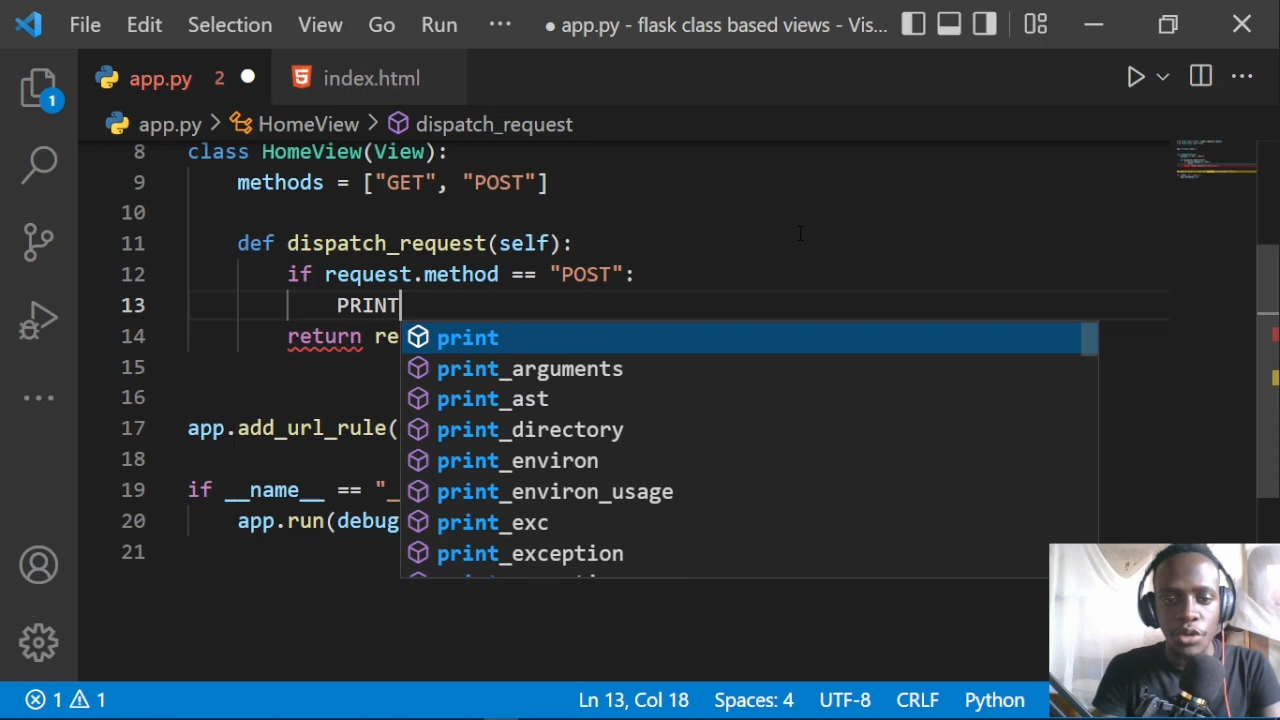 File Edit Selection View Go Run ··· ● app.py - flask class based views - Vis...
1
app.py 2 ● index.html
app.py > HomeView > dispatch_request
8 class HomeView(View):
9 methods = ["GET", "POST"]
10
11 def dispatch_request(self):
12 if request.method == "POST":
13 PRINT
14 return re
15
16
17 app.add_url_rule(
18
19 if __name__ == "_
20 app.run(debug
21
print
print_arguments
print_ast
print_directory
print_environ
print_environ_usage
print_exc
print_exception
1 1 Ln 13, Col 18 Spaces: 4 UTF-8 CRLF Python